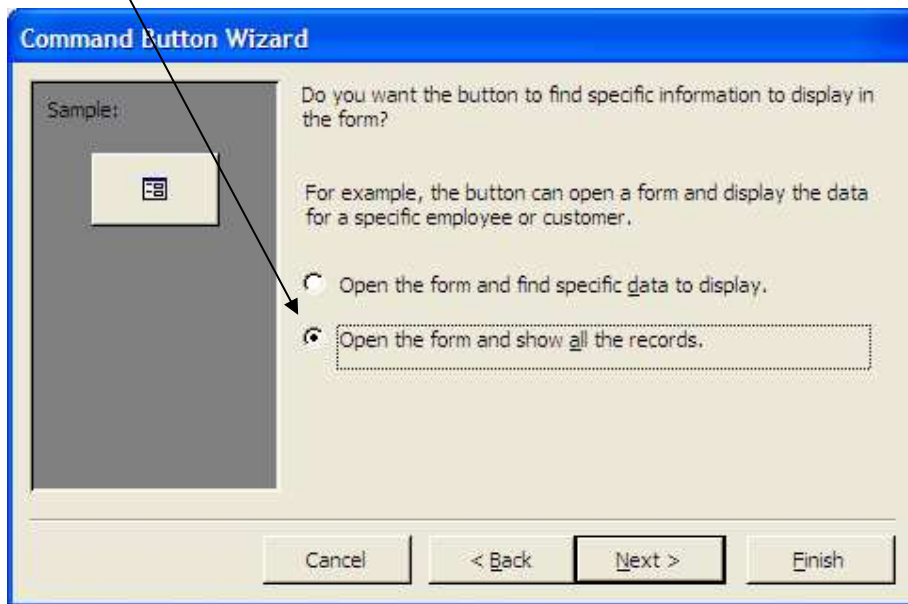 Command Button Wizard
Sample:
Do you want the button to find specific information to display in
the form?
For example, the button can open a form and display the data
for a specific employee or customer.
Open the form and find specific data to display.
Open the form and show all the records.
Cancel
< Back
Next >
Finish